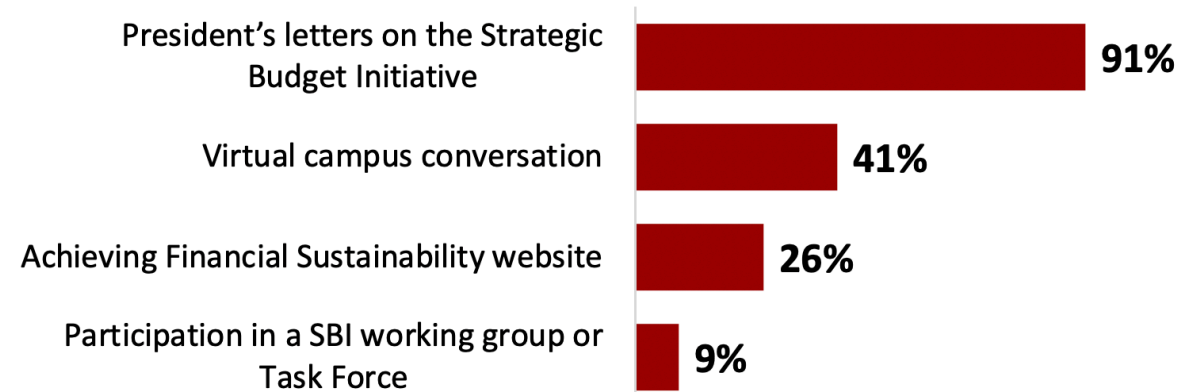 President’s letters on the Strategic
Budget Initiative
91%
Virtual campus conversation
41%
Achieving Financial Sustainability website
26%
Participation in a SBI working group or
Task Force
9%